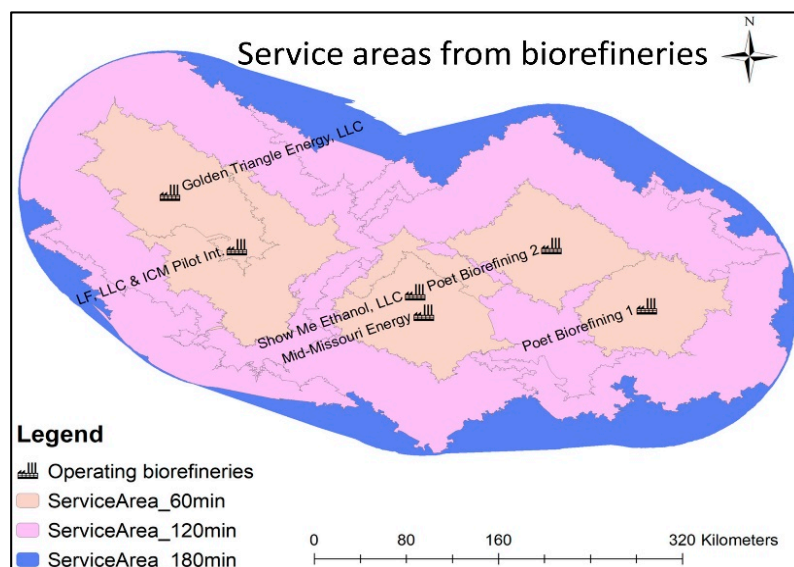 Service areas from biorefineries
N
Golden Triangle Energy, LLC
LF, LLC & ICM Pilot Int.
Poet Biorefining 2
Show Me Ethanol, LLC
Mid-Missouri Energy
Poet Biorefining 1
Legend
Operating biorefineries
ServiceArea_60min
ServiceArea_120min
ServiceArea_180min
0 80 160 320 Kilometers